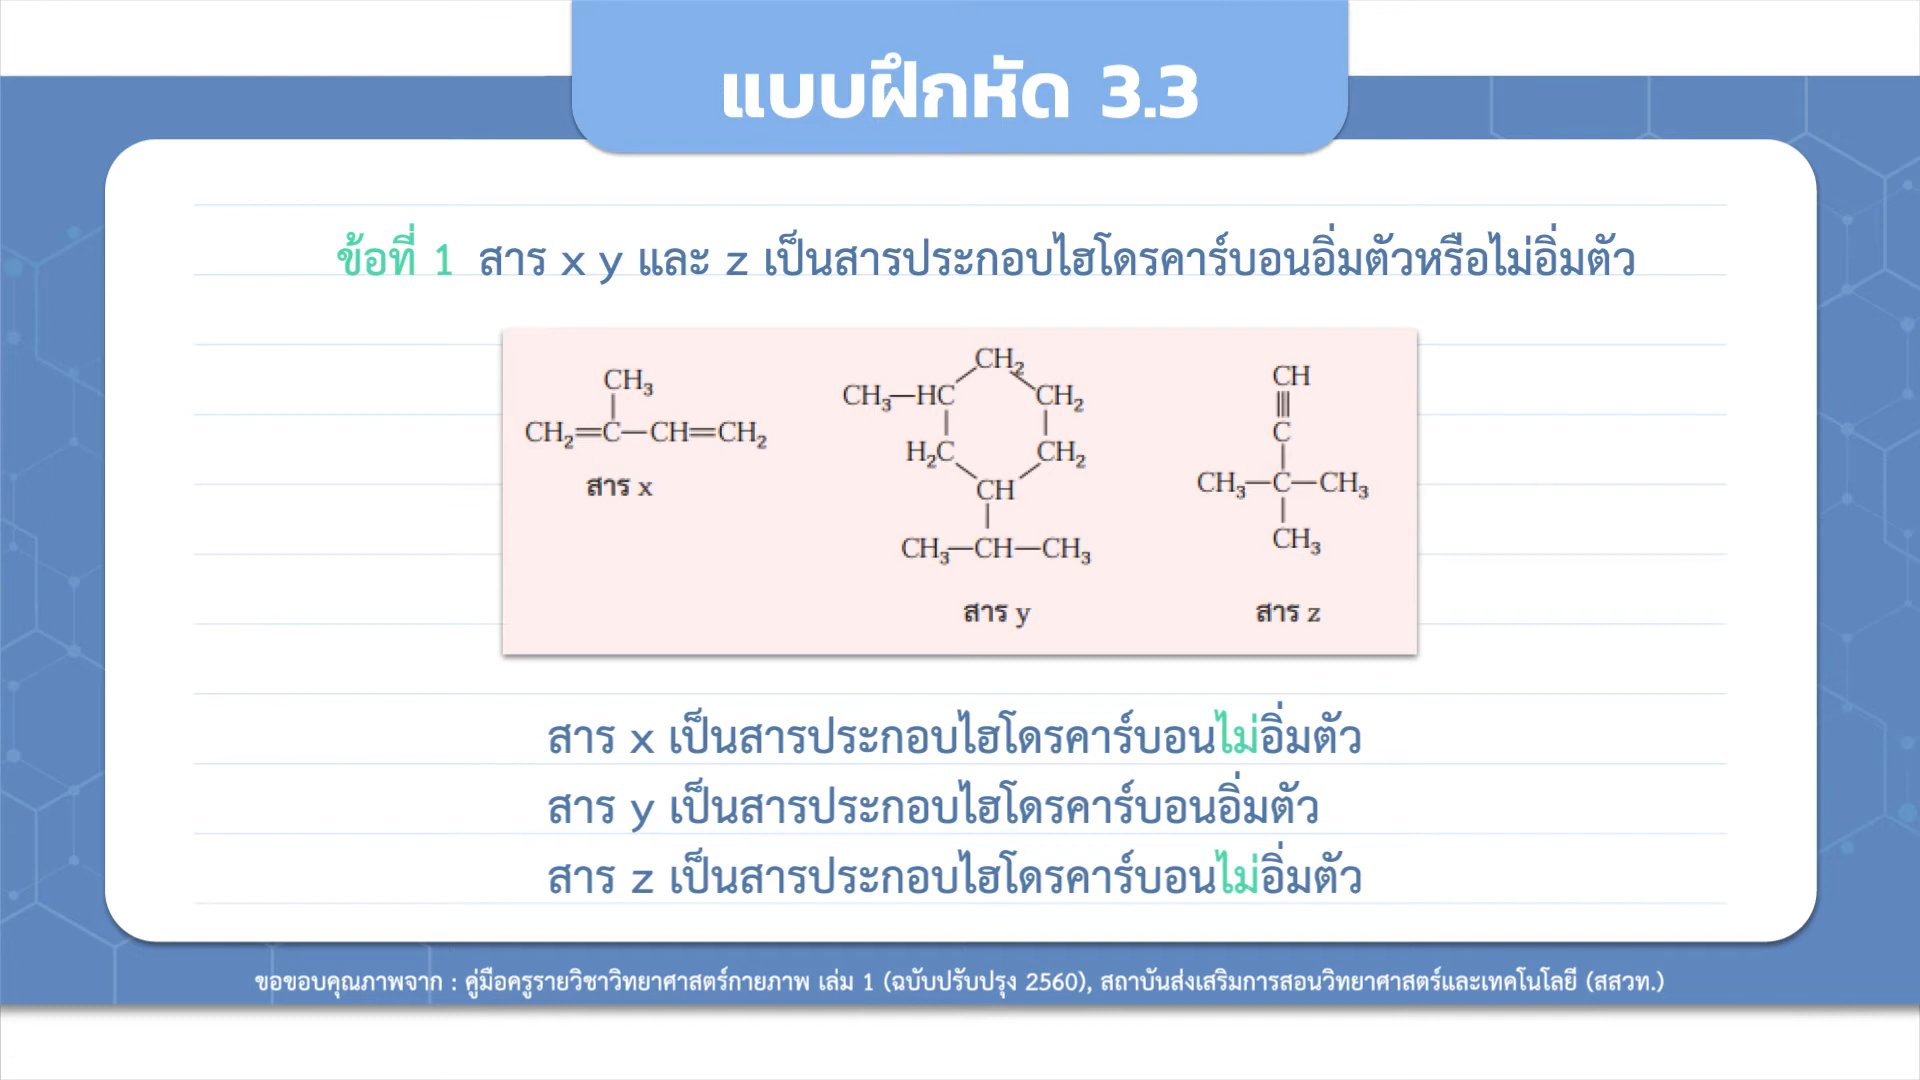 แบบฝึกหัด 3.3
ข้อที่ 1 สาร x y และ z เป็นสารประกอบไฮโดรคาร์บอนอิ่มตัวหรือไม่อิ่มตัว
CH₃
CH₂=C—CH=CH₂
สาร x
CH₂
CH₃—HC CH₂
H₂C CH₂
CH
CH₃—CH—CH₃
สาร y
CH
≡
C
CH₃—C—CH₃
CH₃
สาร z
สาร x เป็นสารประกอบไฮโดรคาร์บอนไม่อิ่มตัว
สาร y เป็นสารประกอบไฮโดรคาร์บอนอิ่มตัว
สาร z เป็นสารประกอบไฮโดรคาร์บอนไม่อิ่มตัว
ขอขอบคุณภาพจาก : คู่มือครูรายวิชาวิทยาศาสตร์กายภาพ เล่ม 1 (ฉบับปรับปรุง 2560), สถาบันส่งเสริมการสอนวิทยาศาสตร์และเทคโนโลยี (สสวท.)